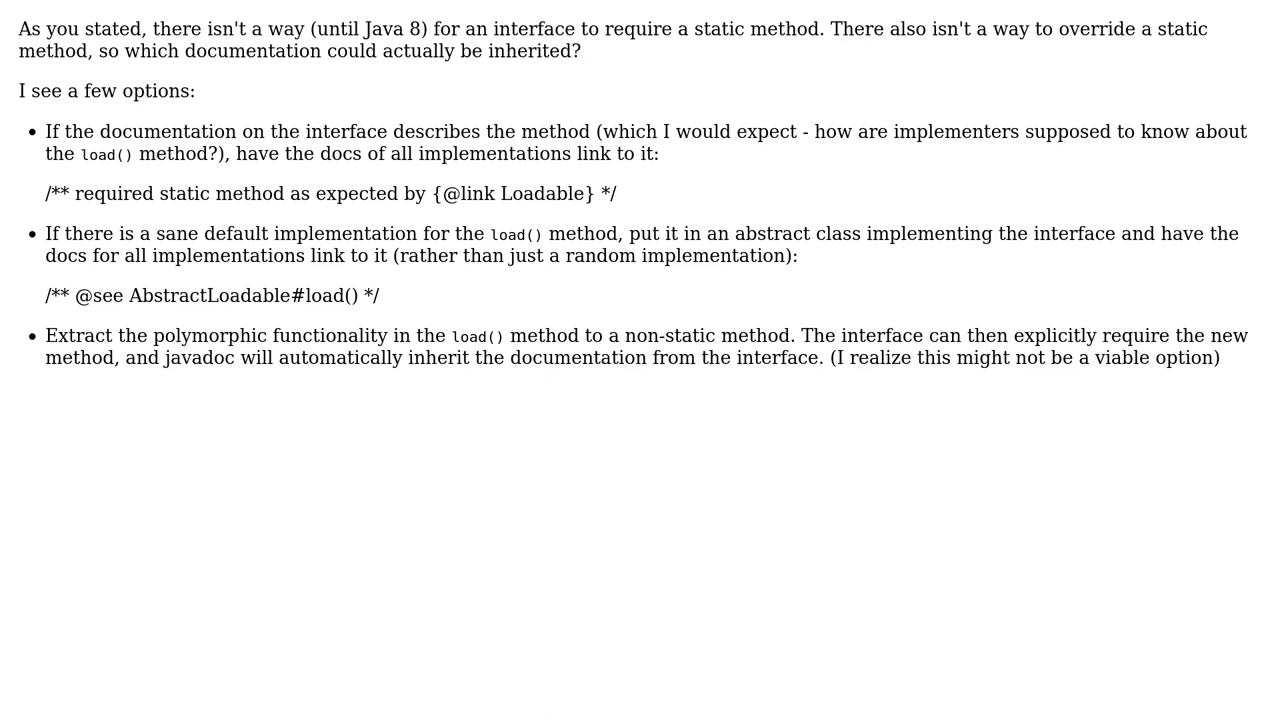 As you stated, there isn't a way (until Java 8) for an interface to require a static method. There also isn't a way to override a static
method, so which documentation could actually be inherited?
I see a few options:
• If the documentation on the interface describes the method (which I would expect - how are implementers supposed to know about
the load() method?), have the docs of all implementations link to it:
/** required static method as expected by {@link Loadable} */
• If there is a sane default implementation for the load() method, put it in an abstract class implementing the interface and have the
docs for all implementations link to it (rather than just a random implementation):
/** @see AbstractLoadable#load() */
• Extract the polymorphic functionality in the load() method to a non-static method. The interface can then explicitly require the new
method, and javadoc will automatically inherit the documentation from the interface. (I realize this might not be a viable option)